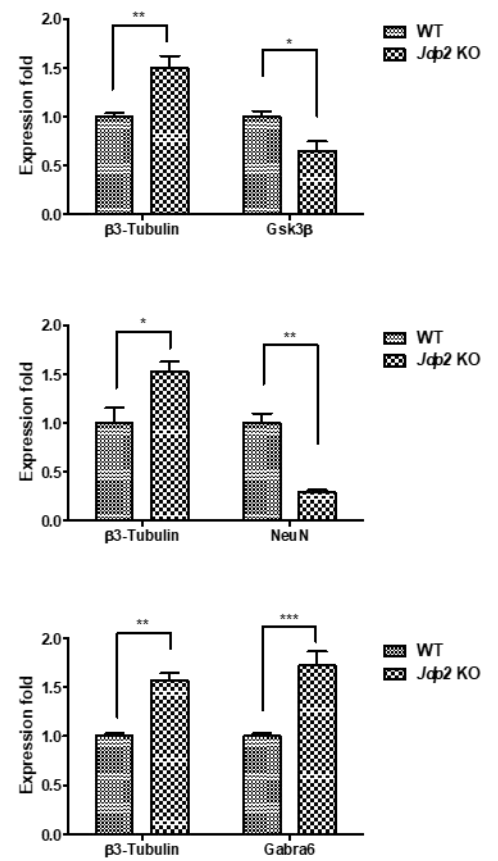 **
*
WT
Jdp2 KO
Expression fold
2.0
1.5
1.0
0.5
0.0
β3-Tubulin
Gsk3β
*
**
WT
Jdp2 KO
Expression fold
2.0
1.5
1.0
0.5
0.0
β3-Tubulin
NeuN
**
***
WT
Jdp2 KO
Expression fold
2.0
1.5
1.0
0.5
0.0
β3-Tubulin
Gabra6